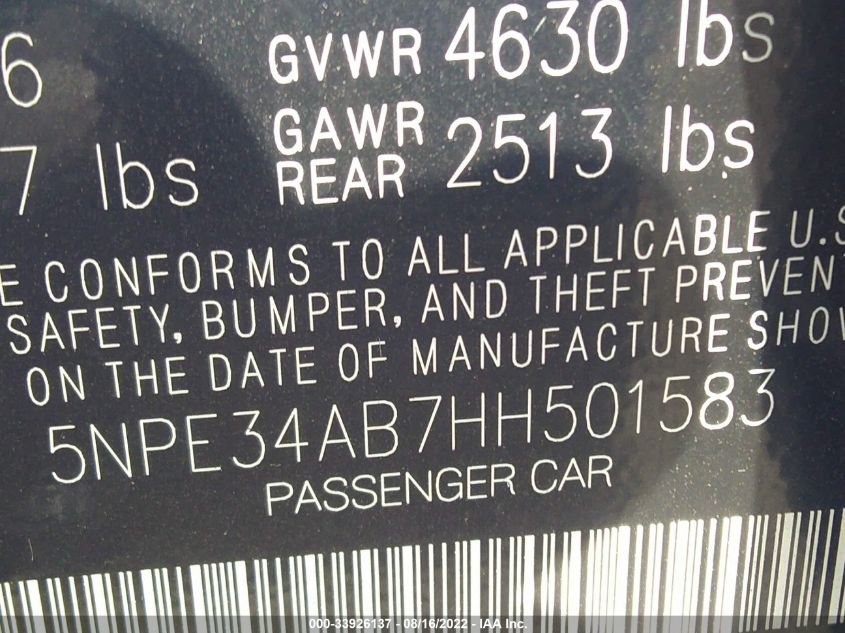 6 GVWR 4630 lbs
7 lbs GAWR REAR 2513 lbs
E CONFORMS TO ALL APPLICABLE U.S
SAFETY, BUMPER, AND THEFT PREVENT
ON THE DATE OF MANUFACTURE SHOW
5NPE34AB7HH501583
PASSENGER CAR
000-33926137 - 08/16/2022 - IAA Inc.